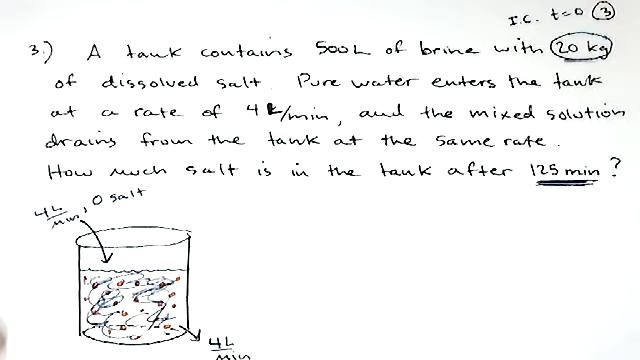 I.C. t=0 3
3.) A tank contains 500L of brine with 20 kg
of dissolved salt. Pure water enters the tank
at a rate of 4 L/min, and the mixed solution
drains from the tank at the same rate.
How much salt is in the tank after 125 min ?
4L/min, 0 salt
4L/min